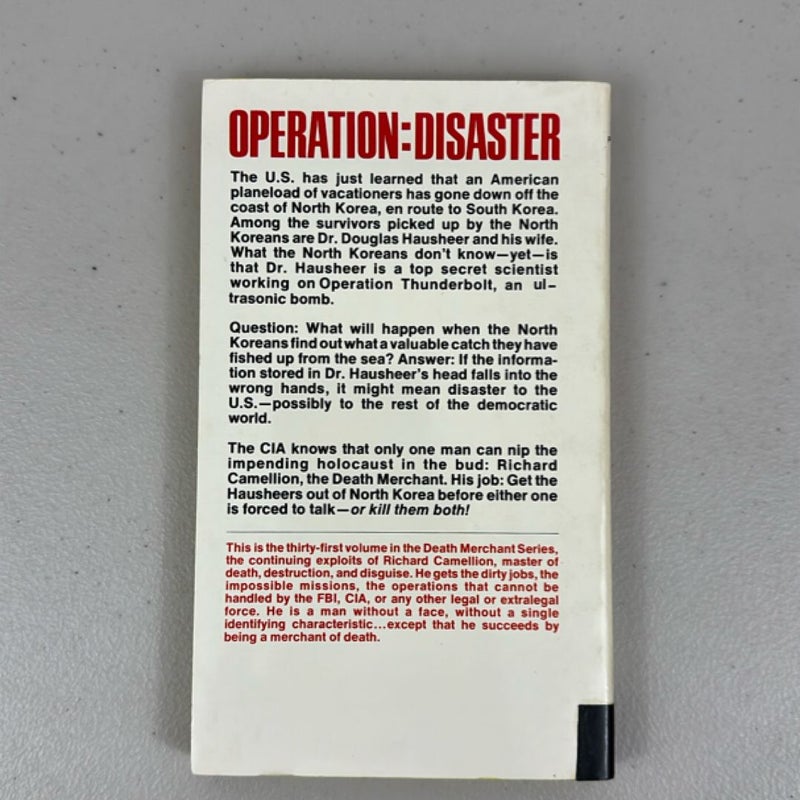 OPERATION:DISASTER
The U.S. has just learned that an American
planeload of vacationers has gone down off the
coast of North Korea, en route to South Korea.
Among the survivors picked up by the North
Koreans are Dr. Douglas Hausheer and his wife.
What the North Koreans don't know—yet—is
that Dr. Hausheer is a top secret scientist
working on Operation Thunderbolt, an ul-
trasonic bomb.
Question: What will happen when the North
Koreans find out what a valuable catch they have
fished up from the sea? Answer: If the informa-
tion stored in Dr. Hausheer's head falls into the
wrong hands, it might mean disaster to the
U.S.—possibly to the rest of the democratic
world.
The CIA knows that only one man can nip the
impending holocaust in the bud: Richard
Camellion, the Death Merchant. His job: Get the
Hausheers out of North Korea before either one
is forced to talk—or kill them both!
This is the thirty-first volume in the Death Merchant Series,
the continuing exploits of Richard Camellion, master of
death, destruction, and disguise. He gets the dirty jobs, the
impossible missions, the operations that cannot be
handled by the FBI, CIA, or any other legal or extralegal
force. He is a man without a face, without a single
identifying characteristic...except that he succeeds by
being a merchant of death.